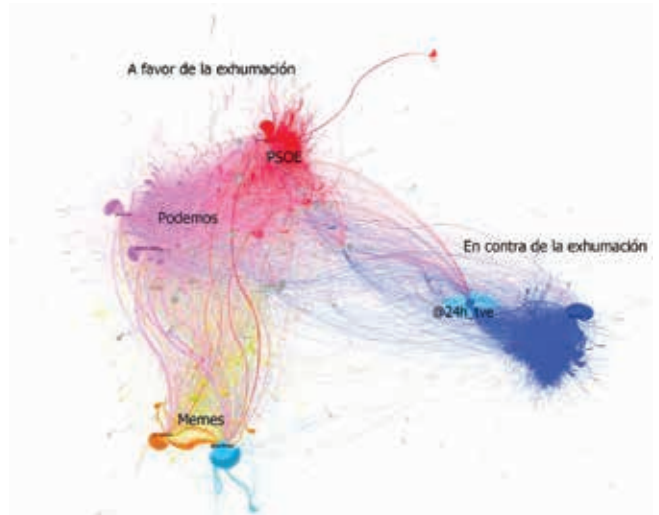 A favor de la exhumación
PSOE
Podemos
En contra de la exhumación
@24h_tve
Memes